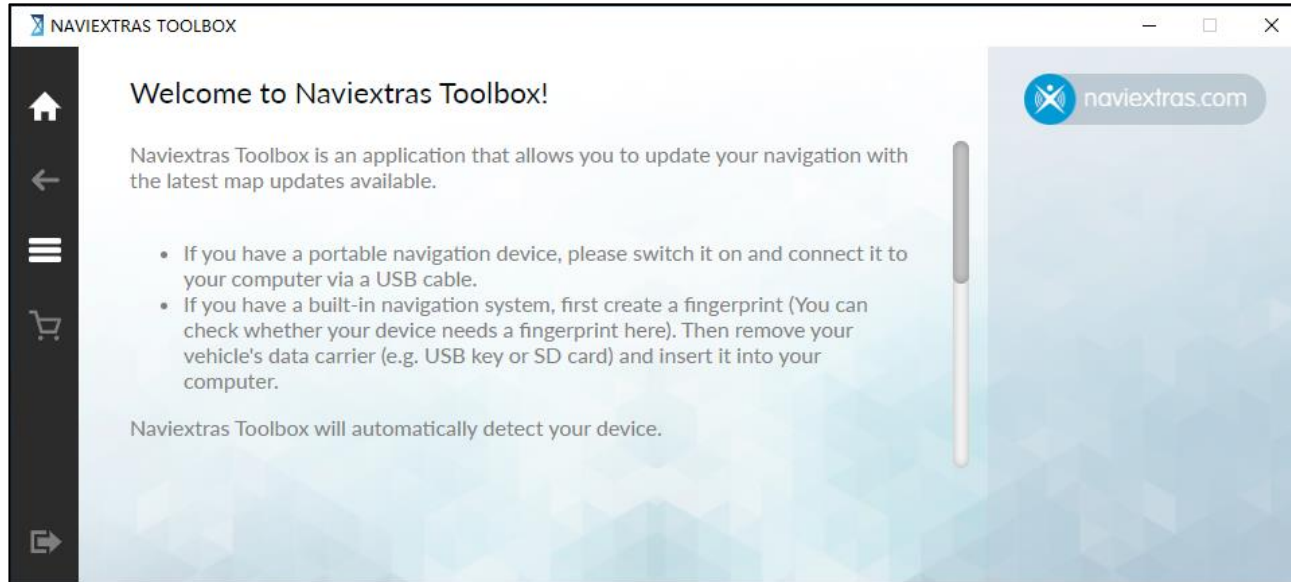 NAVIEXTRAS TOOLBOX
Welcome to Naviextras Toolbox!
naviextras.com
Naviextras Toolbox is an application that allows you to update your navigation with
the latest map updates available.
• If you have a portable navigation device, please switch it on and connect it to
your computer via a USB cable.
• If you have a built-in navigation system, first create a fingerprint (You can
check whether your device needs a fingerprint here). Then remove your
vehicle's data carrier (e.g. USB key or SD card) and insert it into your
computer.
Naviextras Toolbox will automatically detect your device.